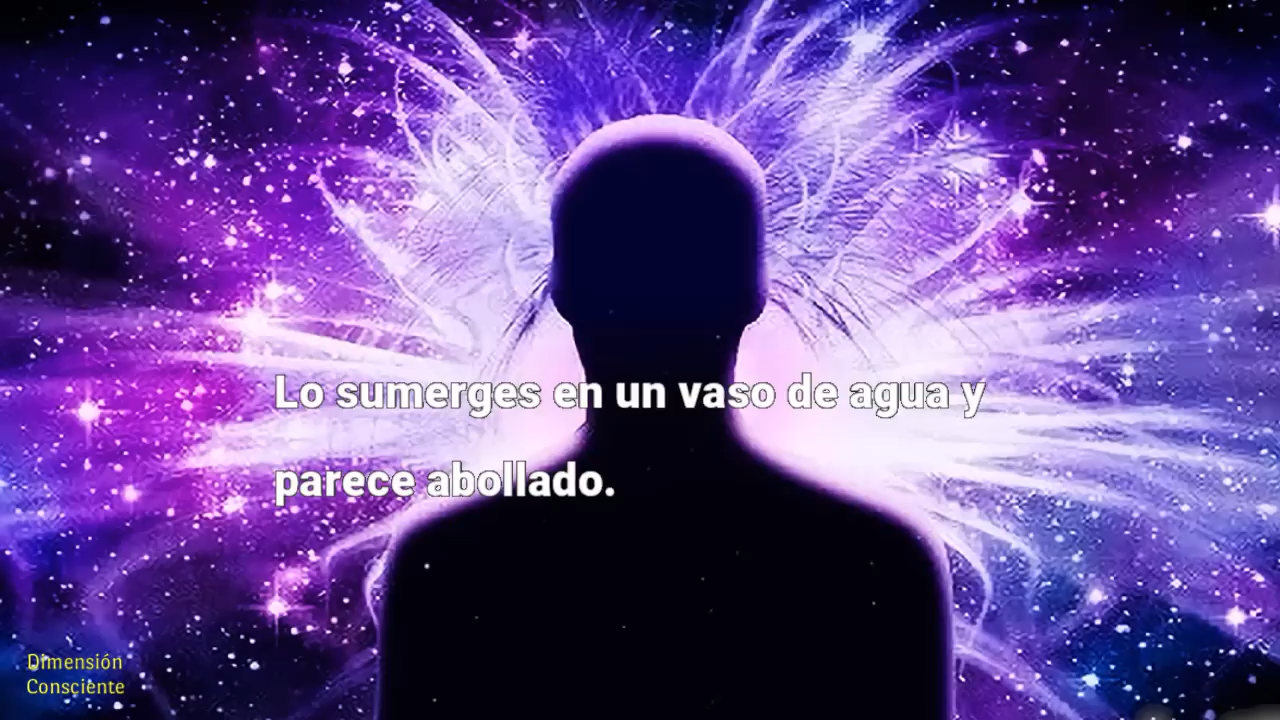 Lo sumerges en un vaso de agua y
parece abollado.
Dimensión
Consciente